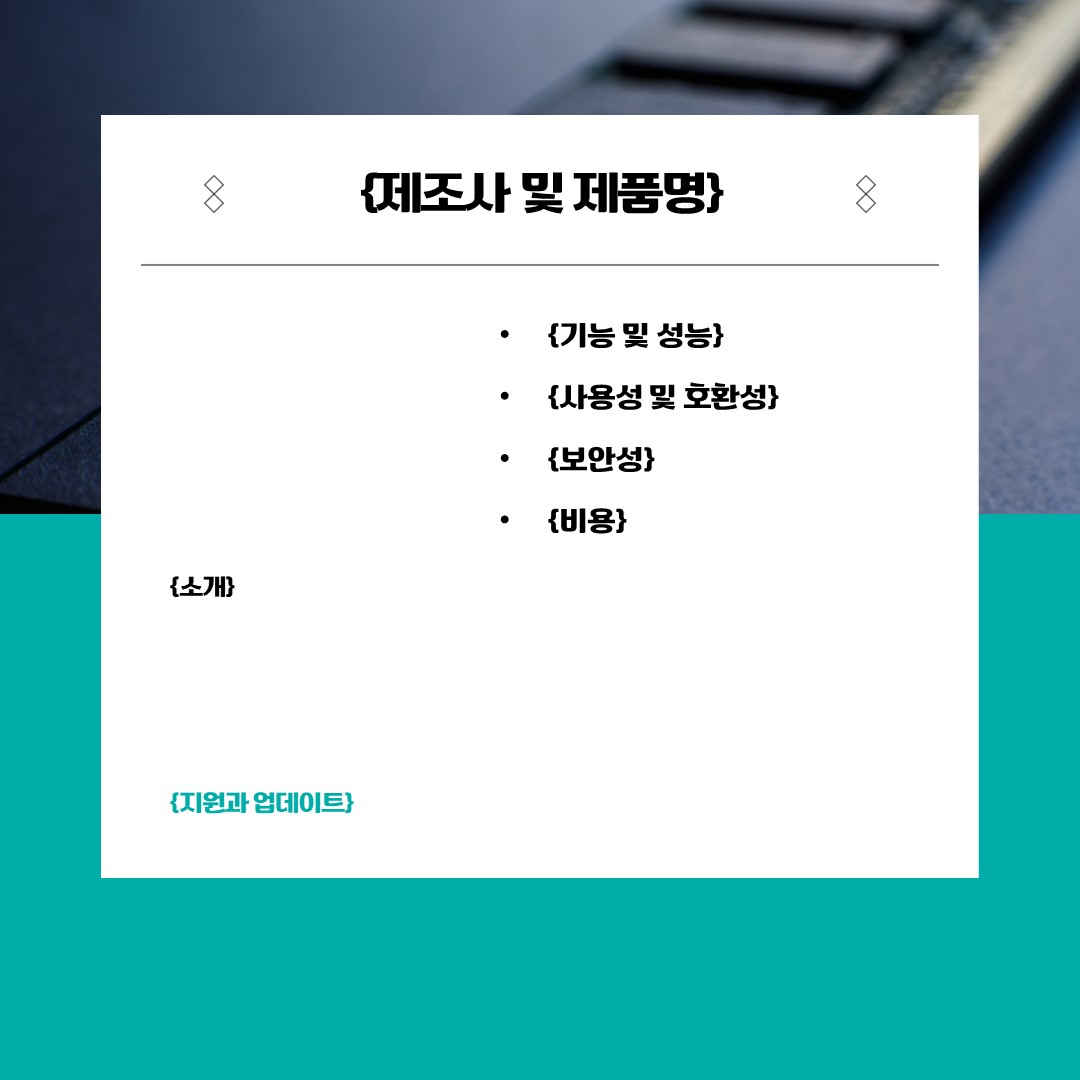 {제조사 및 제품명}
• {기능 및 성능}
• {사용성 및 호환성}
• {보안성}
• {비용}
{소개}
{지원과 업데이트}